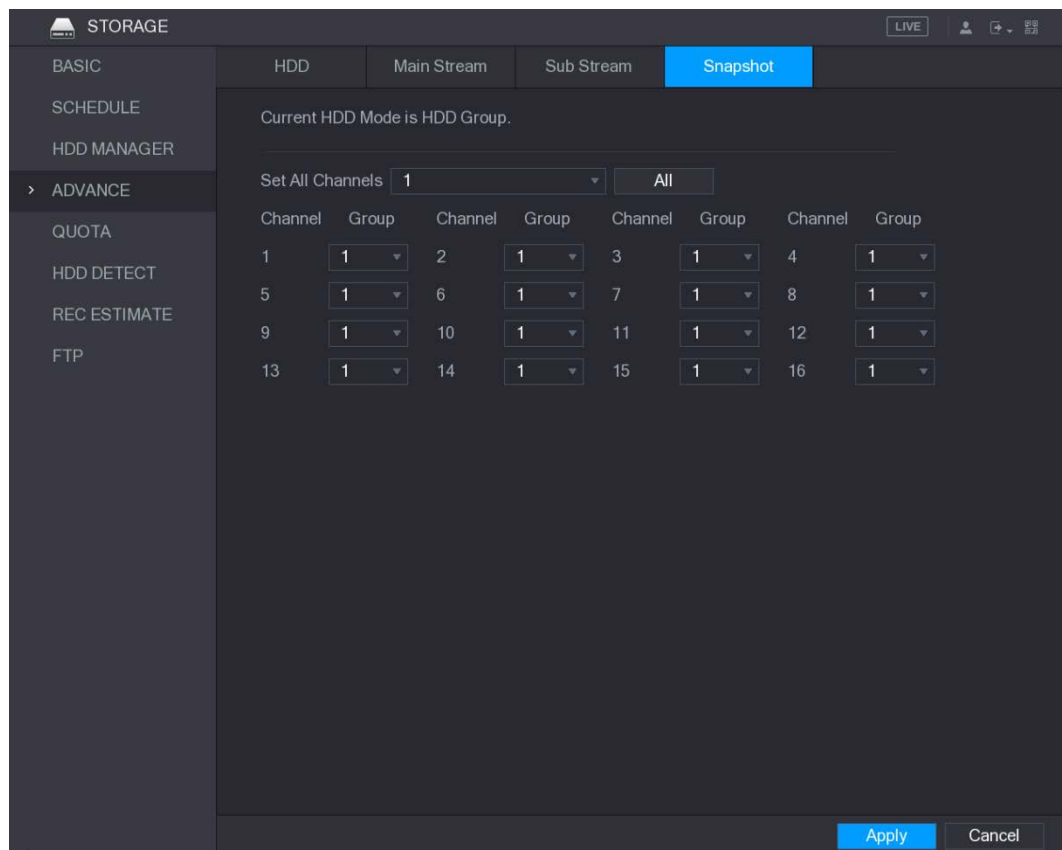 STORAGE LIVE
BASIC
SCHEDULE
HDD MANAGER
ADVANCE
QUOTA
HDD DETECT
REC ESTIMATE
FTP
HDD Main Stream Sub Stream Snapshot
Current HDD Mode is HDD Group.
Set All Channels 1 All
Channel Group Channel Group Channel Group Channel Group
1 1 2 1 3 1 4 1
5 1 6 1 7 1 8 1
9 1 10 1 11 1 12 1
13 1 14 1 15 1 16 1
Apply Cancel